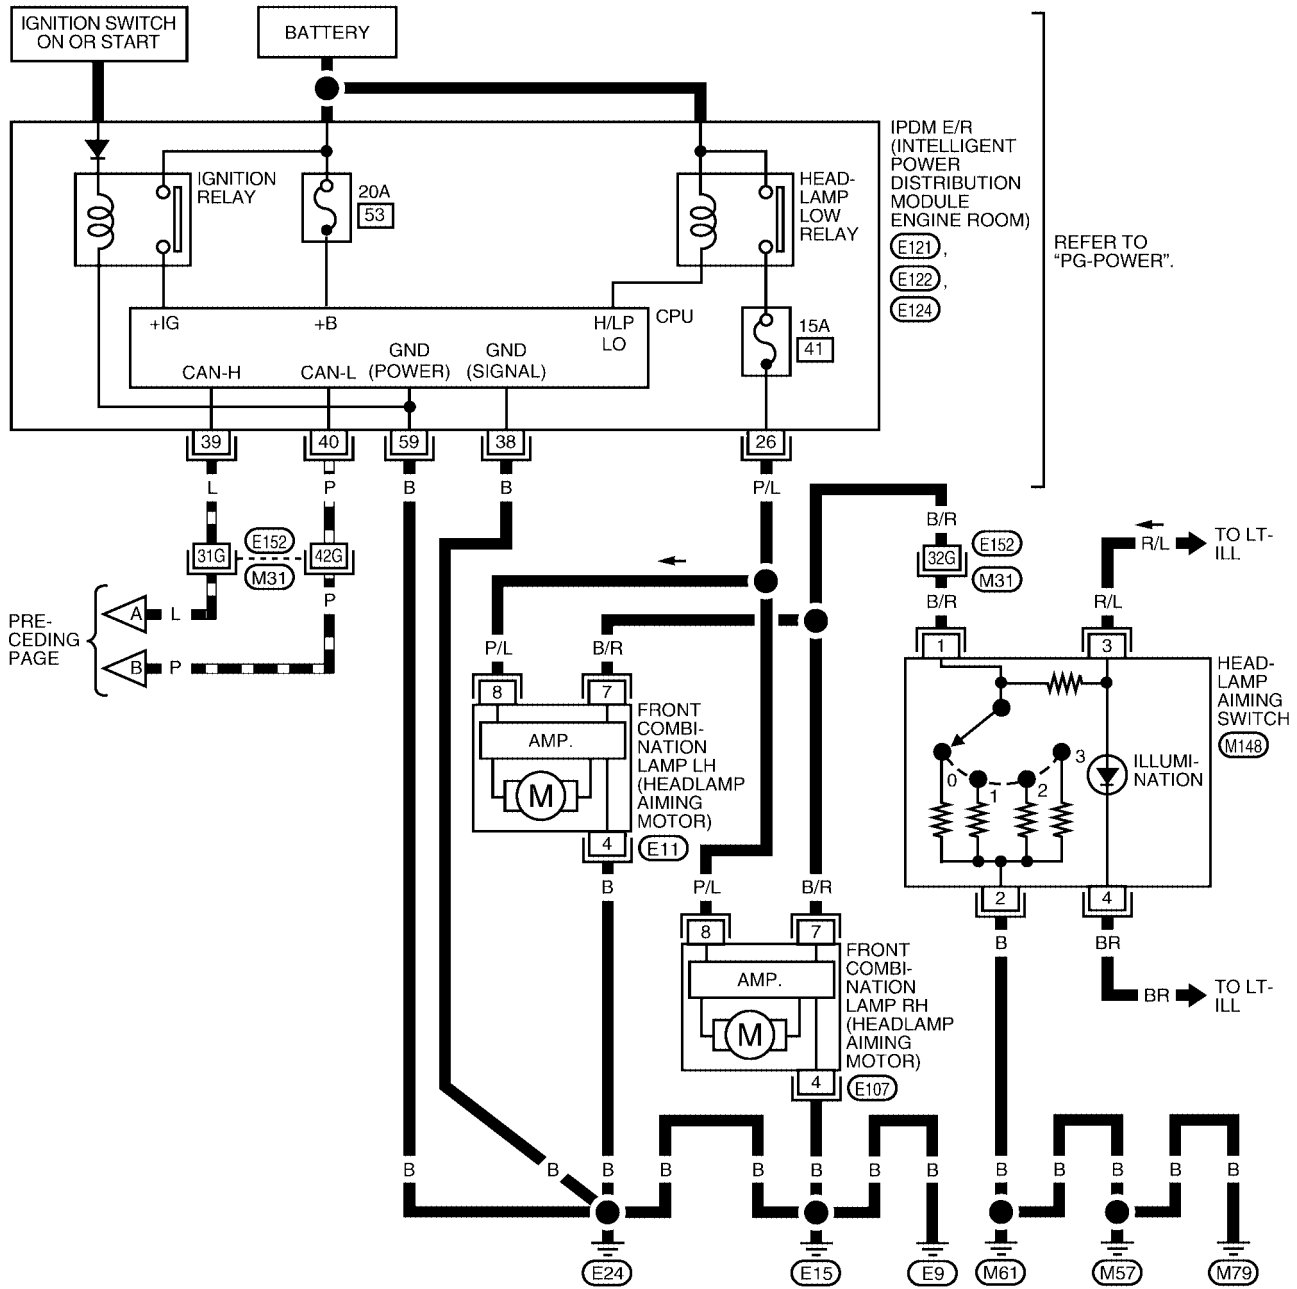 IGNITION SWITCH
ON OR START
BATTERY
IGNITION
RELAY
20A
53
HEAD-
LAMP
LOW
RELAY
IPDM E/R
(INTELLIGENT
POWER
DISTRIBUTION
MODULE
ENGINE ROOM)
E121 ,
E122 ,
E124
REFER TO
“PG-POWER”.
+IG
+B
H/LP
LO
CPU
15A
41
CAN-H
CAN-L
GND
(POWER)
GND
(SIGNAL)
39
40
59
38
26
L
P
B
B
P/L
B/R
31G
E152
M31
42G
32G
E152
M31
R/L
TO LT-
ILL
PRE-
CEDING
PAGE
A
L
B
P
P
B/R
R/L
P/L
B/R
1
3
8
7
FRONT
COMBI-
NATION
LAMP LH
(HEADLAMP
AIMING
MOTOR)
AMP.
M
4
E11
HEAD-
LAMP
AIMING
SWITCH
M148
0
1
2
3
ILLUMI-
NATION
B
P/L
B/R
2
4
8
7
FRONT
COMBI-
NATION
LAMP RH
(HEADLAMP
AIMING
MOTOR)
AMP.
M
4
E107
B
BR
BR
TO LT-
ILL
B
B
B
B
B
B
B
B
B
B
B
B
B
E24
E15
E9
M61
M57
M79